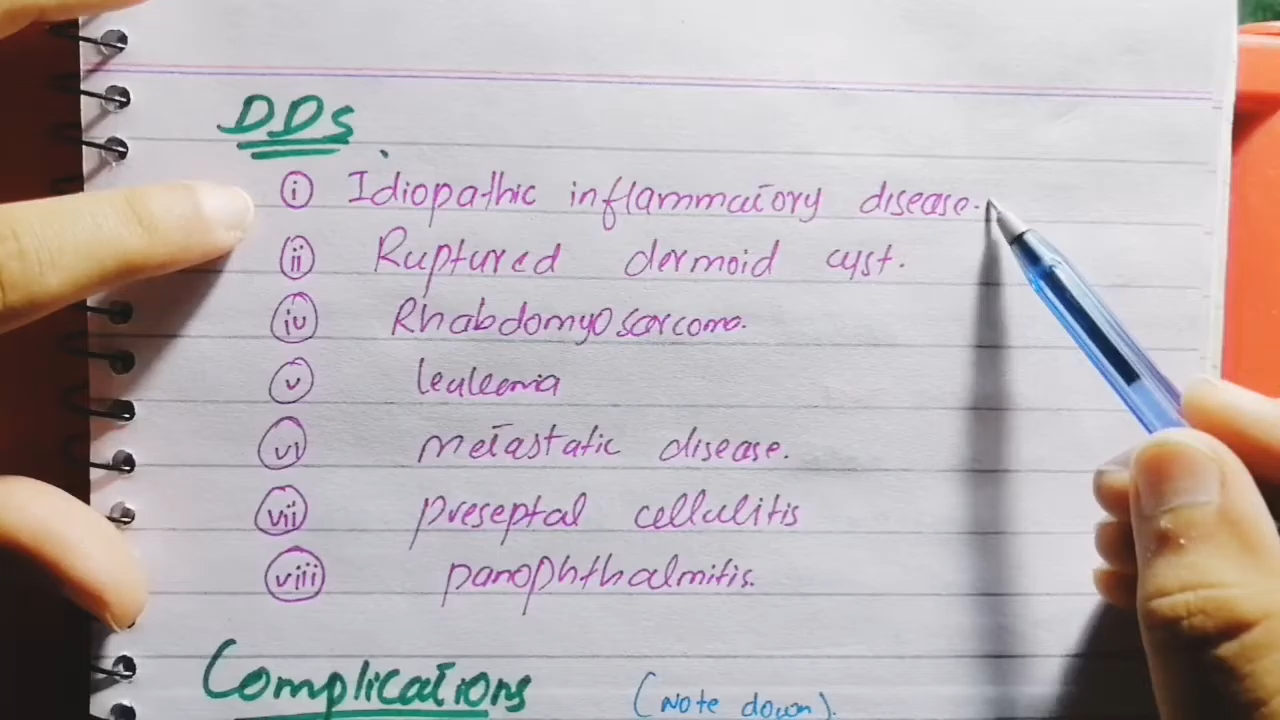 DDs
i Idiopathic inflammatory disease.
ii Ruptured dermoid cyst.
iv Rhabdomyosarcoma.
v leukemia
vi metastatic disease.
vii preseptal cellulitis
viii panophthalmitis.
Complications (Note down).